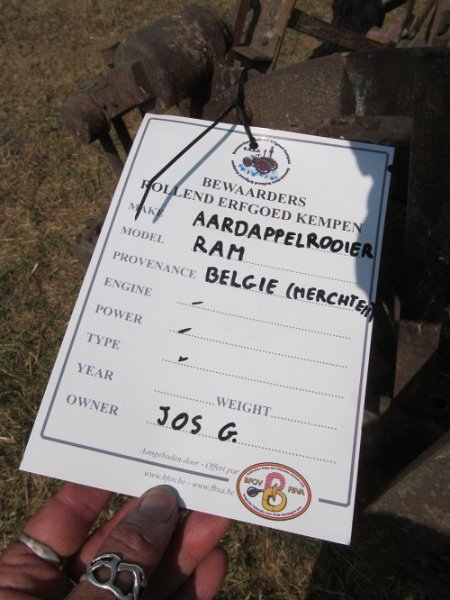 BEWAARDERS
ROLLEND ERFGOED KEMPEN
MAKE AARDAPPELROOIER
MODEL RAM
PROVENANCE BELGIE (MERCHTEM)
ENGINE -
POWER -
TYPE -
YEAR WEIGHT
OWNER JOS G.
Aangeboden door - Offert par
www.bfov.be - www.fbva.be
BFOV FBVA